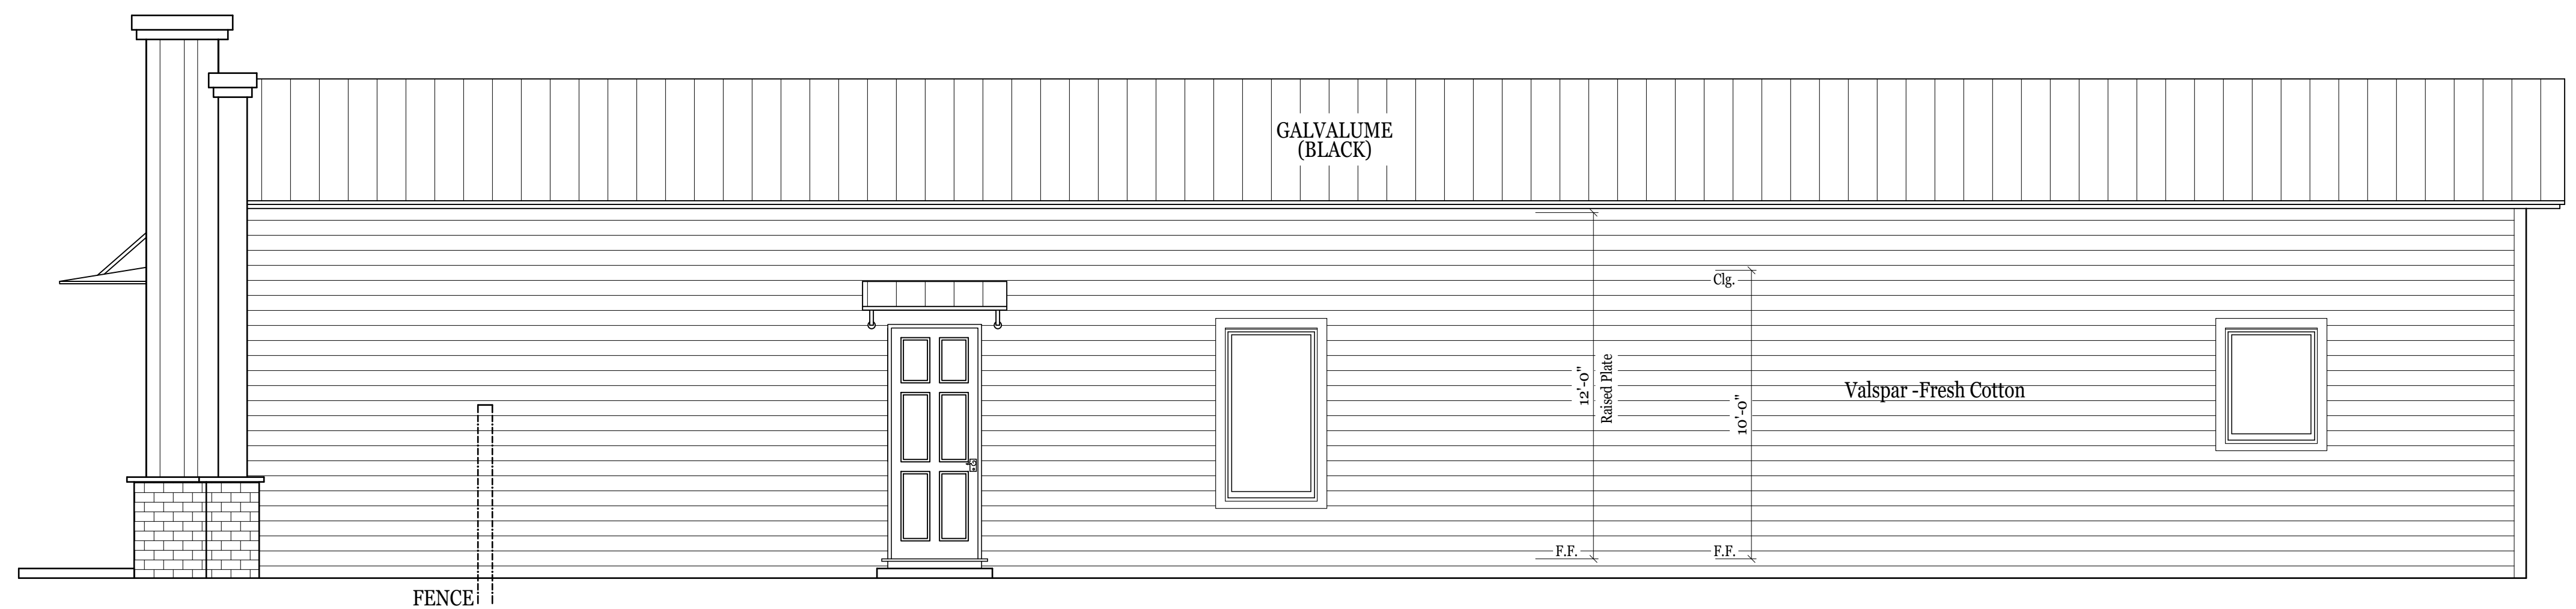 GALVALUME
(BLACK)
Clg.
12'-0"
Raised Plate
10'-0"
Valspar -Fresh Cotton
F.F.
F.F.
FENCE